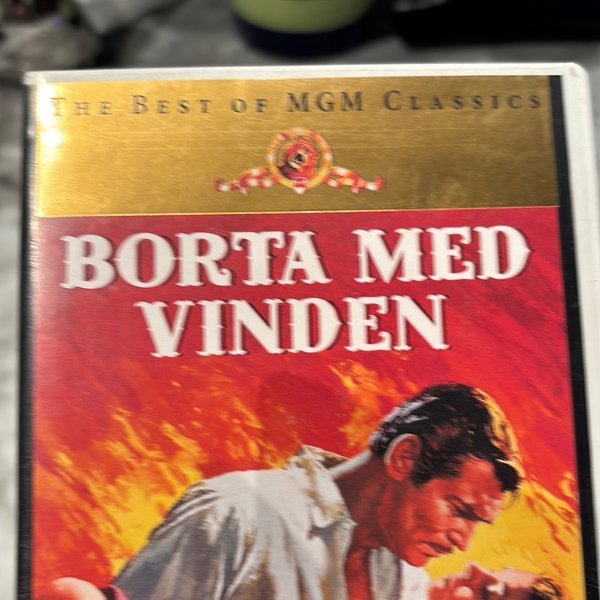 THE BEST OF MGM CLASSICS
BORTA MED
VINDEN